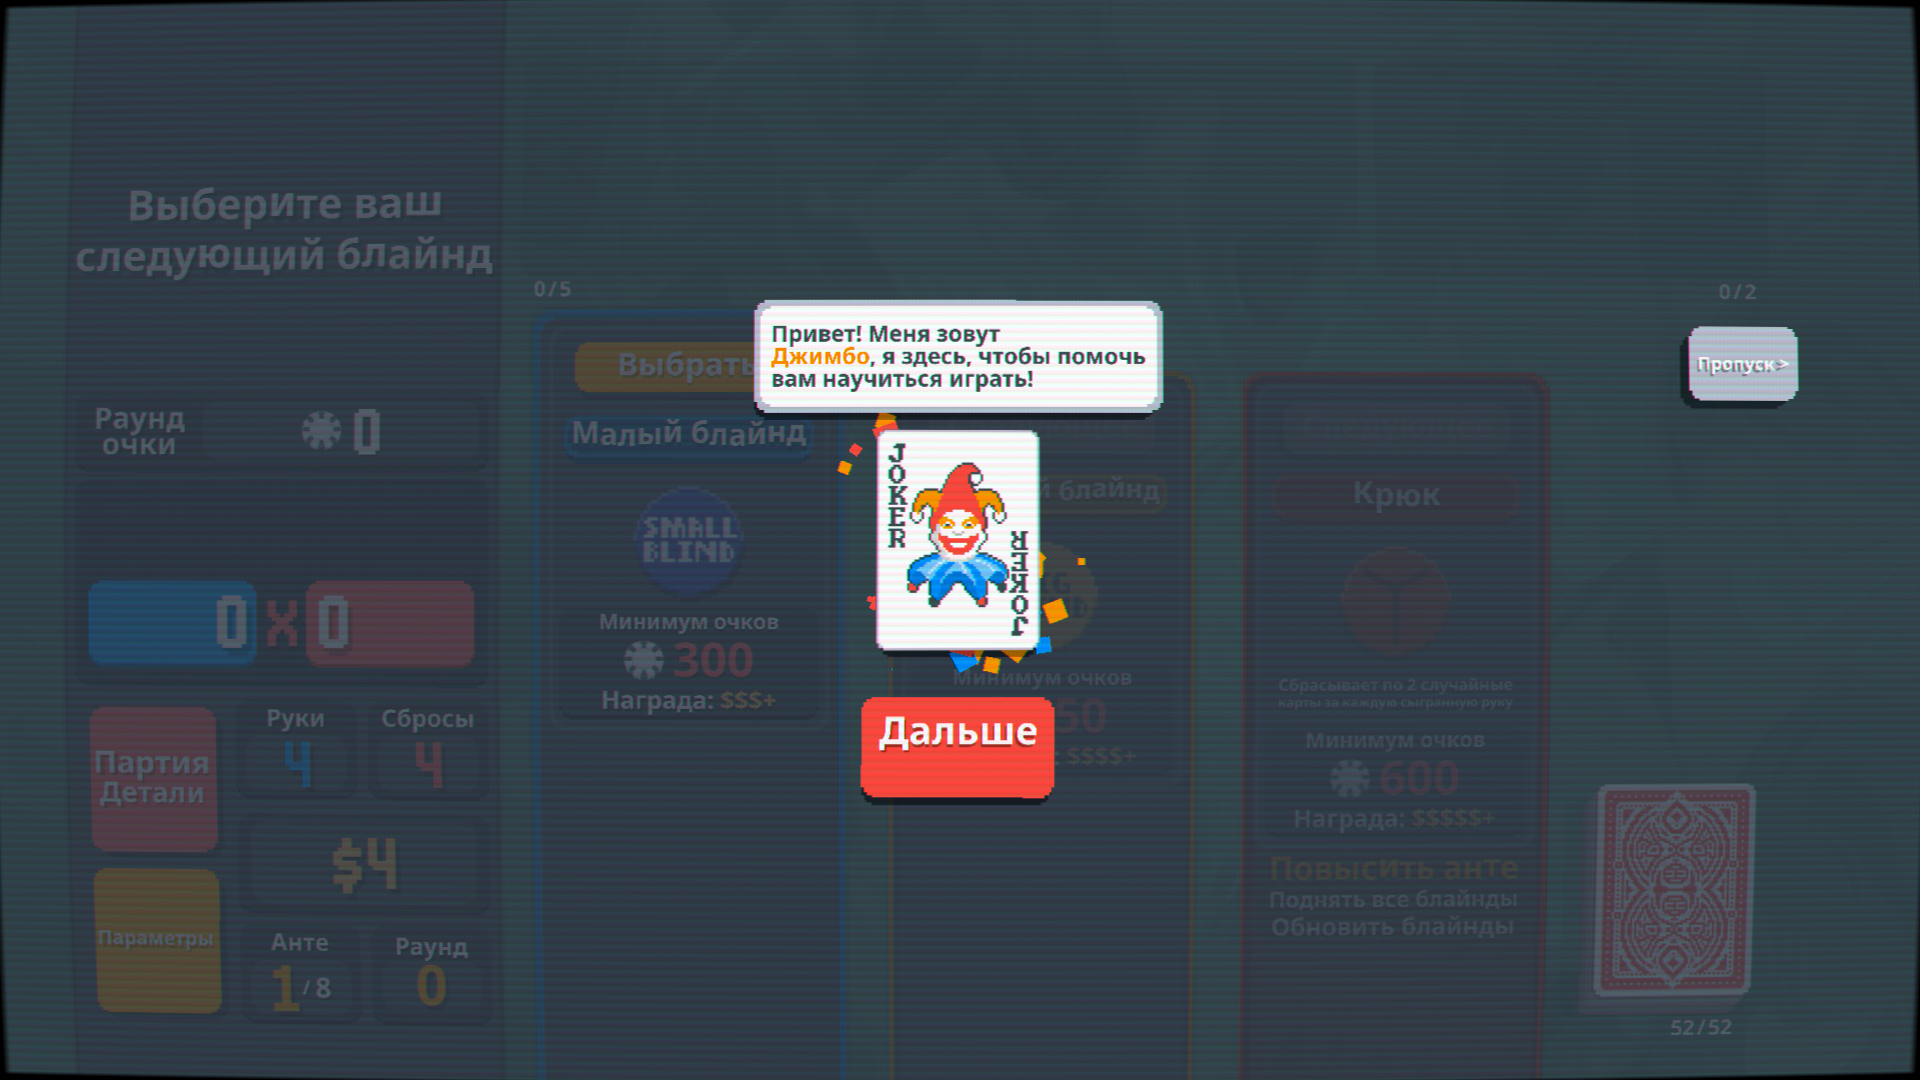 Выберите ваш
следующий блайнд
Раунд
очки
0
0 X 0
Партия
Детали
Руки
4
Сбросы
4
$4
Параметры
Анте
1 / 8
Раунд
0
0/5
Выбрать
Малый блайнд
SMALL
BLIND
Минимум очков
300
Награда: $$$+
Привет! Меня зовут
Джимбо, я здесь, чтобы помочь
вам научиться играть!
JOKER
JOKER
Дальше
блайнд
Минимум очков
50
: $$$$+
Крюк
Сбрасывает по 2 случайные
карты за каждую сыгранную руку
Минимум очков
600
Награда: $$$$$+
Повысить анте
Поднять все блайнды
Обновить блайнды
0/2
Пропуск >
52/52